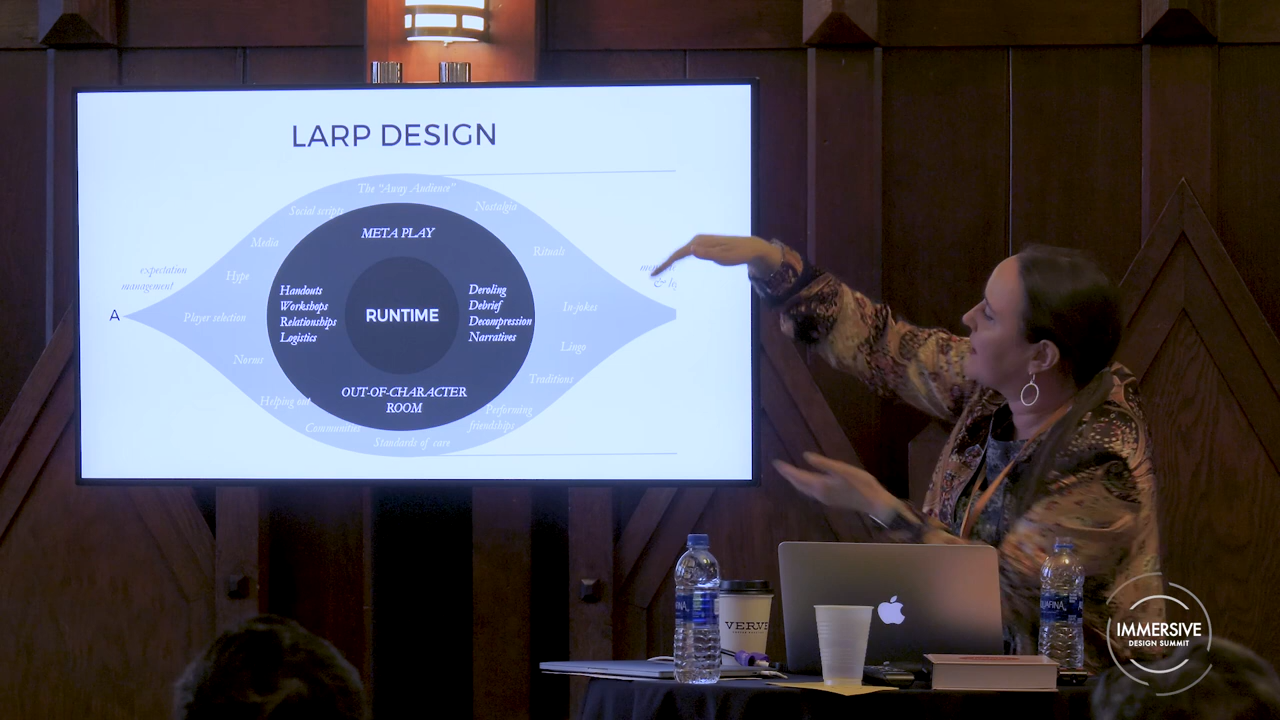 LARP DESIGN
The "Away Audience"
Social scripts
Nostalgia
META PLAY
Media
Rituals
expectation
management
Hype
Handouts
Workshops
Relationships
Logistics
RUNTIME
Deroling
Debrief
Decompression
Narratives
In-jokes
A
Player selection
Lingo
Norms
Traditions
OUT-OF-CHARACTER
ROOM
Helping out
Performing
friendships
Communities
Standards of care
VERVE
IMMERSIVE
DESIGN SUMMIT